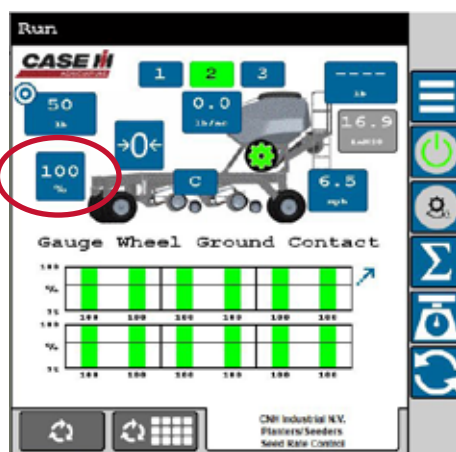 Run
CASE IH
1 2 3
50
lb
0.0
lb/ac
----
lb
16.9
→0←
100
%
C
6.5
mph
Gauge Wheel Ground Contact
100
%
75
100 100 100 100 100 100
100
%
75
100 100 100 100 100 100
CNH Industrial N.V.
Planters/Seeders
Seed Rate Control